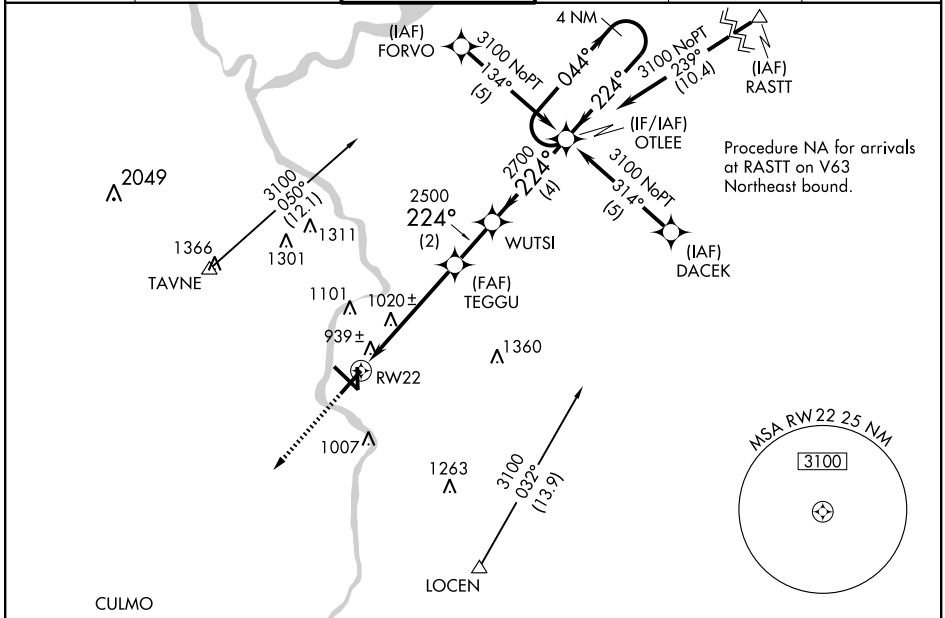 4 NM
(IAF)
FORVO
3100 NoPT
134°
(5)
044°
224°
3100 NoPT
239°
(10.4)
(IAF)
RASTT
(IF/IAF)
OTLEE
Procedure NA for arrivals
at RASTT on V63
Northeast bound.
2049
3100
050°
(12.1)
2700
224°
(4)
3100 NoPT
314°
(5)
2500
224°
(2)
WUTSI
1311
1301
1366
TAVNE
(IAF)
DACEK
(FAF)
TEGGU
1101
1020±
939±
1360
RW22
1007
MSA RW 22 25 NM
3100
1263
3100
032°
(13.9)
LOCEN
CULMO